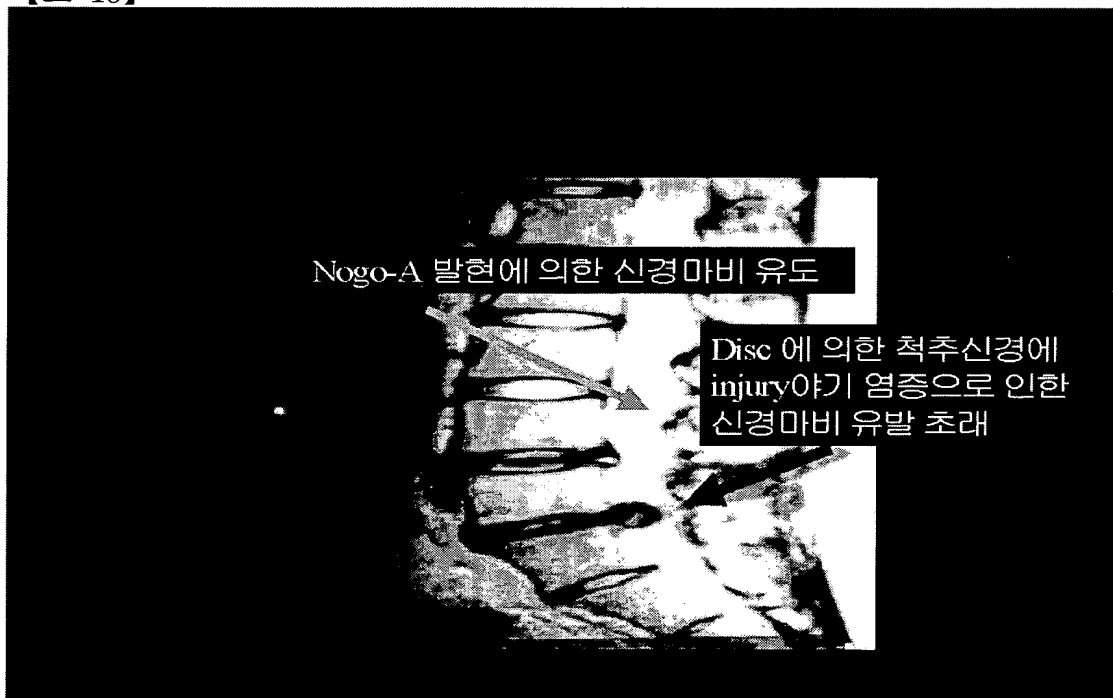 Nogo-A 발현에 의한 신경마비 유도
Disc 에 의한 척추신경에
injury야기 염증으로 인한
신경마비 유발 초래